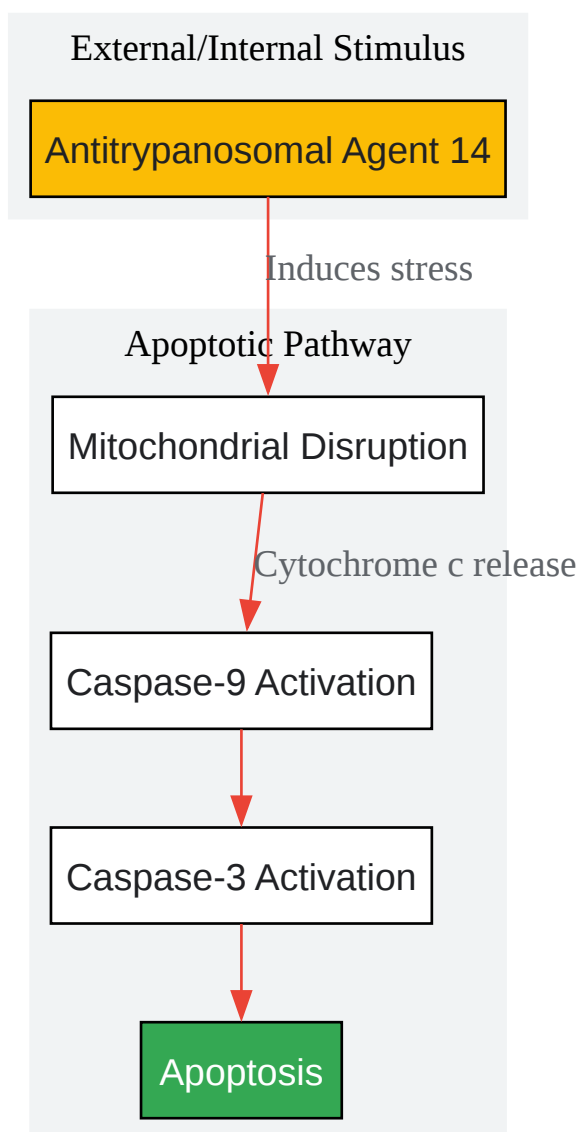 External/Internal Stimulus
Antitrypanosomal Agent 14
Induces stress
Apoptotic Pathway
Mitochondrial Disruption
Cytochrome c release
Caspase-9 Activation
Caspase-3 Activation
Apoptosis